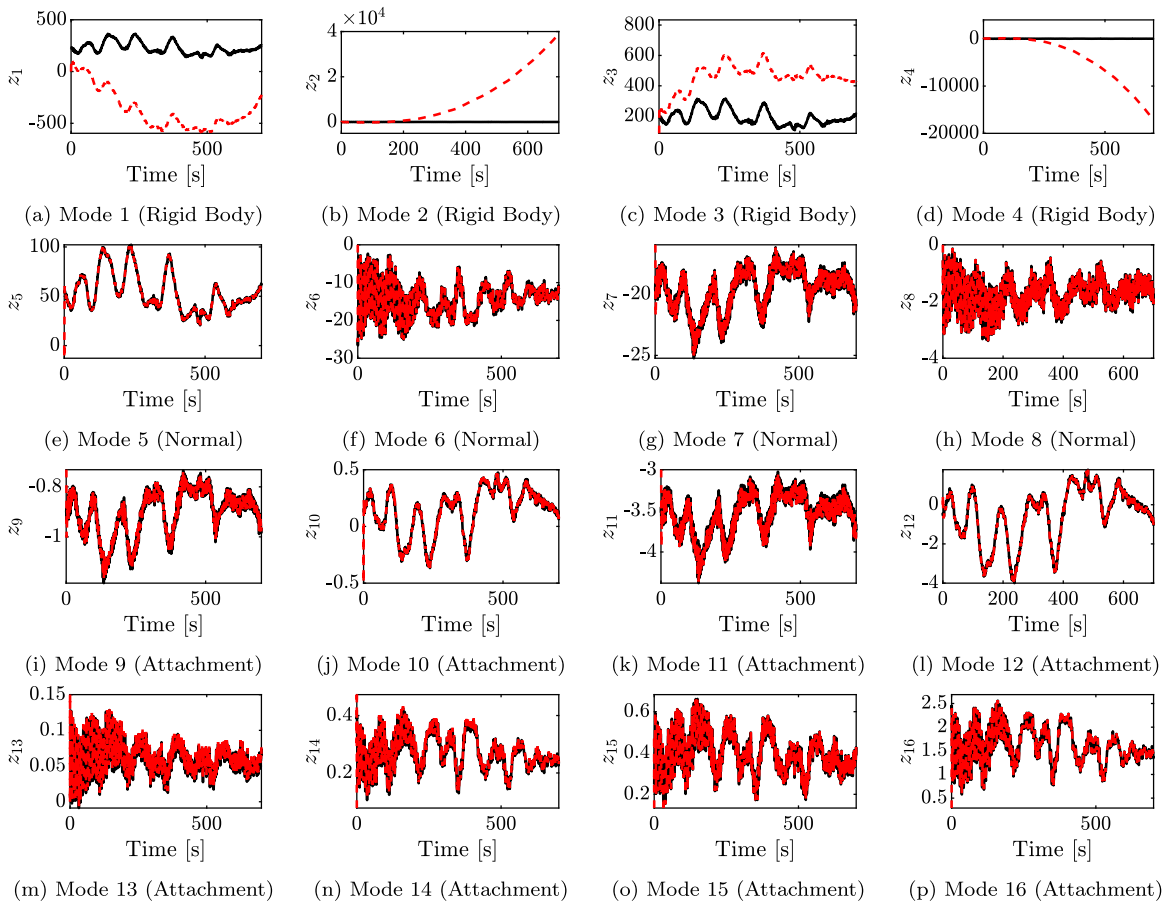 500
0
-500
z1
0 500
Time [s]
(a) Mode 1 (Rigid Body)
×10^4
4
2
0
z2
0 200 400 600
Time [s]
(b) Mode 2 (Rigid Body)
800
600
400
200
z3
0 500
Time [s]
(c) Mode 3 (Rigid Body)
0
-10000
-20000
z4
0 500
Time [s]
(d) Mode 4 (Rigid Body)
100
50
0
z5
0 500
Time [s]
(e) Mode 5 (Normal)
0
-10
-20
-30
z6
0 200 400 600
Time [s]
(f) Mode 6 (Normal)
-20
-25
z7
0 500
Time [s]
(g) Mode 7 (Normal)
0
-2
-4
z8
0 200 400 600
Time [s]
(h) Mode 8 (Normal)
-0.8
-1
z9
0 500
Time [s]
(i) Mode 9 (Attachment)
0.5
0
-0.5
z10
0 500
Time [s]
(j) Mode 10 (Attachment)
-3
-3.5
-4
z11
0 500
Time [s]
(k) Mode 11 (Attachment)
0
-2
-4
z12
0 200 400 600
Time [s]
(l) Mode 12 (Attachment)
0.15
0.1
0.05
0
z13
0 500
Time [s]
(m) Mode 13 (Attachment)
0.4
0.2
z14
0 500
Time [s]
(n) Mode 14 (Attachment)
0.6
0.4
0.2
z15
0 500
Time [s]
(o) Mode 15 (Attachment)
2.5
2
1.5
1
0.5
z16
0 500
Time [s]
(p) Mode 16 (Attachment)